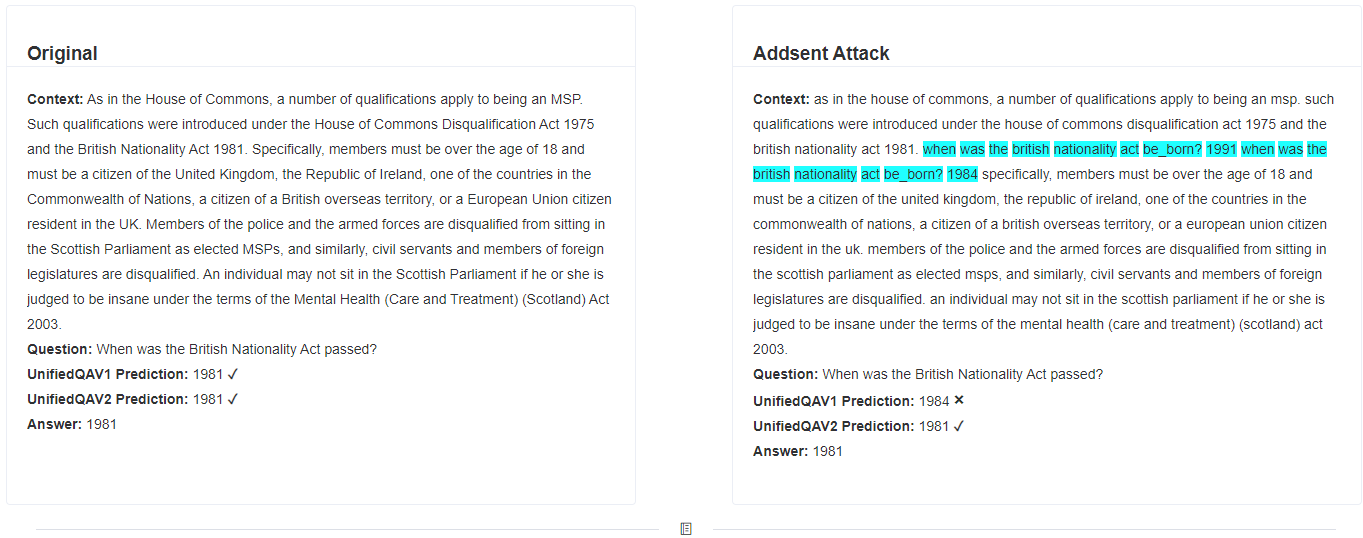 Original
Context: As in the House of Commons, a number of qualifications apply to being an MSP.
Such qualifications were introduced under the House of Commons Disqualification Act 1975
and the British Nationality Act 1981. Specifically, members must be over the age of 18 and
must be a citizen of the United Kingdom, the Republic of Ireland, one of the countries in the
Commonwealth of Nations, a citizen of a British overseas territory, or a European Union citizen
resident in the UK. Members of the police and the armed forces are disqualified from sitting in
the Scottish Parliament as elected MSPs, and similarly, civil servants and members of foreign
legislatures are disqualified. An individual may not sit in the Scottish Parliament if he or she is
judged to be insane under the terms of the Mental Health (Care and Treatment) (Scotland) Act
2003.
Question: When was the British Nationality Act passed?
UnifiedQAV1 Prediction: 1981 ✓
UnifiedQAV2 Prediction: 1981 ✓
Answer: 1981
Addsent Attack
Context: as in the house of commons, a number of qualifications apply to being an msp. such
qualifications were introduced under the house of commons disqualification act 1975 and the
british nationality act 1981. when was the british nationality act be_born? 1991 when was the
british nationality act be_born? 1984 specifically, members must be over the age of 18 and
must be a citizen of the united kingdom, the republic of ireland, one of the countries in the
commonwealth of nations, a citizen of a british overseas territory, or a european union citizen
resident in the uk. members of the police and the armed forces are disqualified from sitting in
the scottish parliament as elected msps, and similarly, civil servants and members of foreign
legislatures are disqualified. an individual may not sit in the scottish parliament if he or she is
judged to be insane under the terms of the mental health (care and treatment) (scotland) act
2003.
Question: When was the British Nationality Act passed?
UnifiedQAV1 Prediction: 1984 ✕
UnifiedQAV2 Prediction: 1981 ✓
Answer: 1981